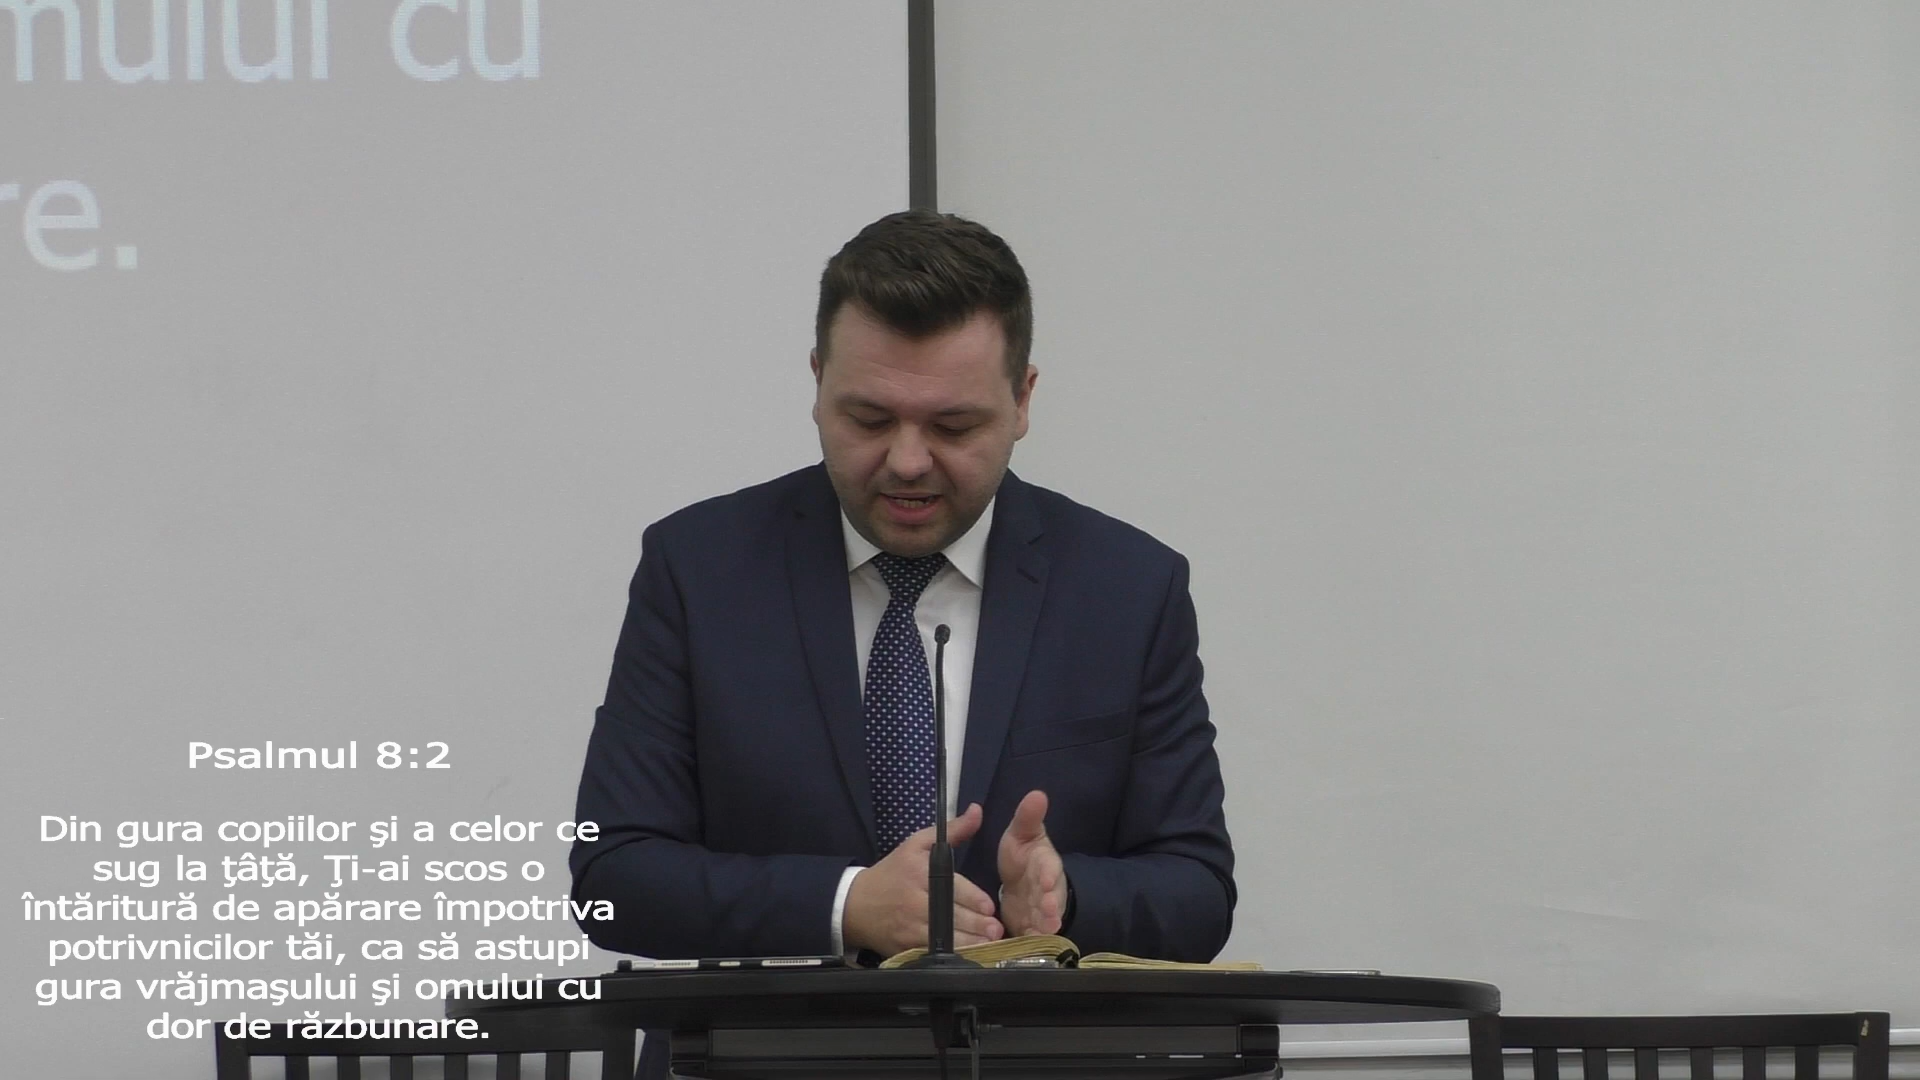 mului cu
re.
Psalmul 8:2
Din gura copiilor şi a celor ce
sug la ţâţă, Ţi-ai scos o
întăritură de apărare împotriva
potrivnicilor tăi, ca să astupi
gura vrăjmaşului şi omului cu
dor de răzbunare.